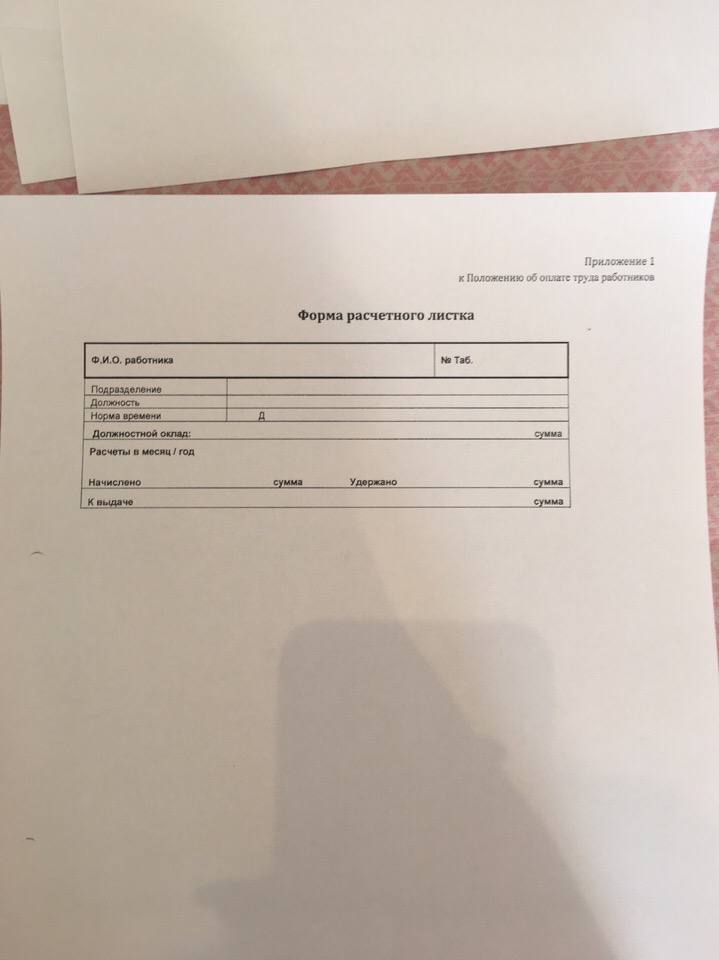 Приложение 1
к Положению об оплате труда работников
Форма расчетного листка
Ф.И.О. работника № Таб.
Подразделение
Должность
Норма времени Д
Должностной оклад: сумма
Расчеты в месяц / год
Начислено сумма Удержано сумма
К выдаче сумма